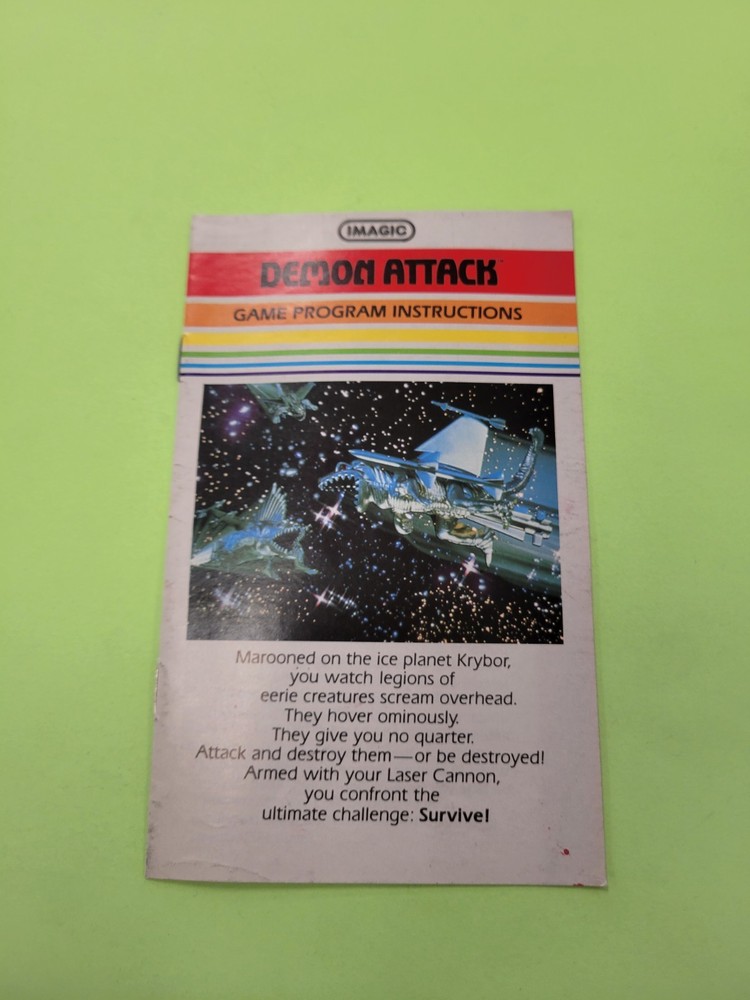 IMAGIC
DEMON ATTACK™
GAME PROGRAM INSTRUCTIONS
Marooned on the ice planet Krybor,
you watch legions of
eerie creatures scream overhead.
They hover ominously.
They give you no quarter.
Attack and destroy them—or be destroyed!
Armed with your Laser Cannon,
you confront the
ultimate challenge: Survive!